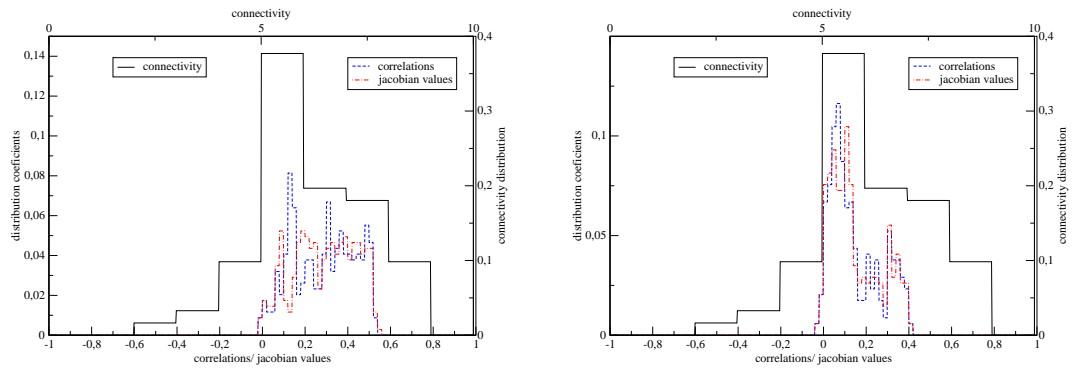 connectivity
0 5 10
0,14
0,12
0,1
0,08
0,06
0,04
0,02
0
distribution coeficients
connectivity
correlations
jacobian values
0,4
0,3
0,2
0,1
0
connectivity distribution
-1 -0,8 -0,6 -0,4 -0,2 0 0,2 0,4 0,6 0,8 1
correlations/ jacobian values
connectivity
0 5 10
0,1
0,05
0
distribution coeficients
connectivity
correlations
jacobian values
0,4
0,3
0,2
0,1
0
connectivity distribution
-1 -0,8 -0,6 -0,4 -0,2 0 0,2 0,4 0,6 0,8 1
correlations/ jacobian values